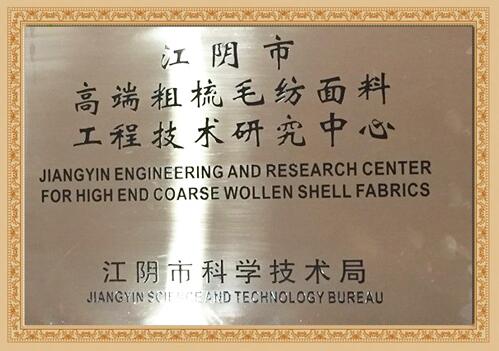 江阴市
高端粗梳毛纺面料
工程技术研究中心
JIANGYIN ENGINEERING AND RESEARCH CENTER
FOR HIGH END COARSE WOLLEN SHELL FABRICS
江阴市科学技术局
JIANGYIN SCIENCE AND TECHNOLOGY BUREAU